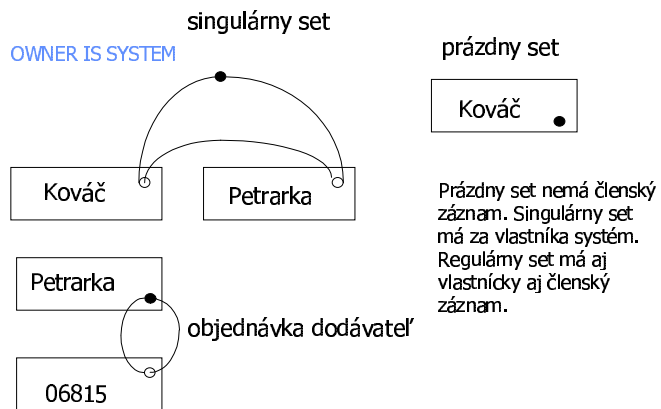 singulárny set
OWNER IS SYSTEM
prázdny set
Kováč
Kováč
Petrarka
Prázdny set nemá členský
záznam. Singulárny set
má za vlastníka systém.
Regulárny set má aj
vlastnícky aj členský
záznam.
Petrarka
objednávka dodávateľ
06815